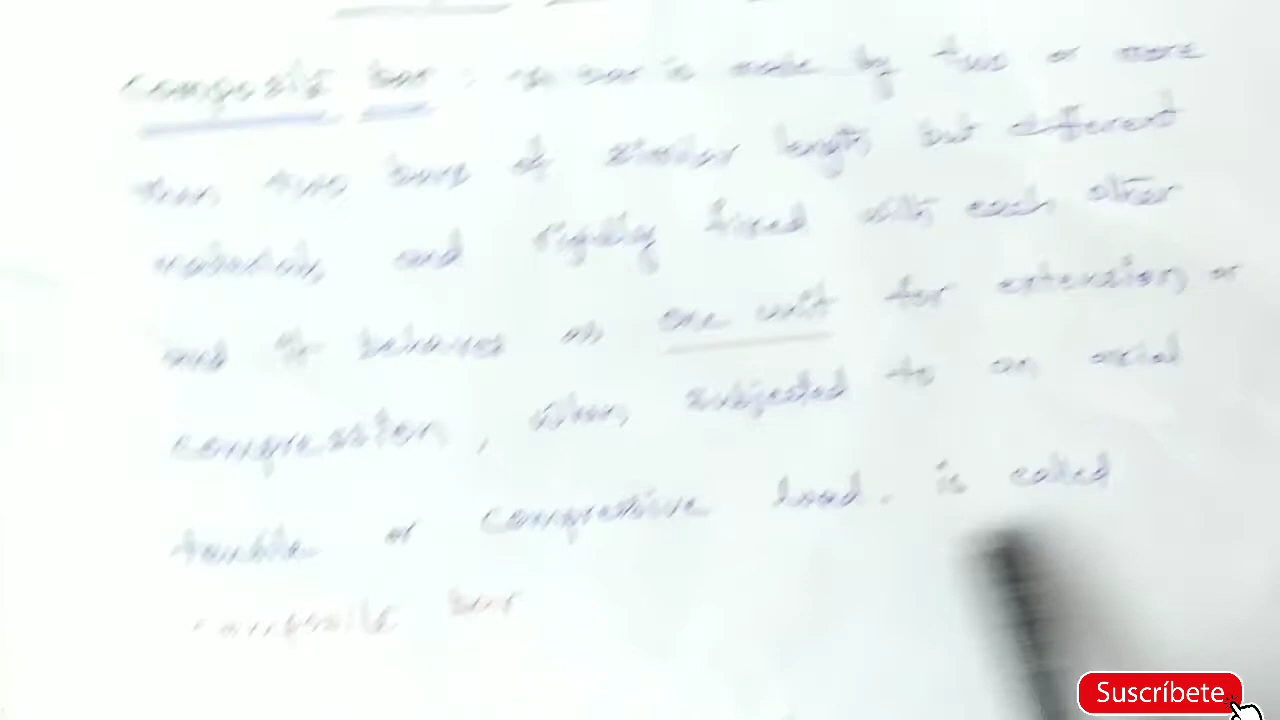 Composite bar : bar is made by two or more
than two bars of similar length but different
materials and rigidly fixed with each other
and it behaves as one unit for extension or
compression, when subjected to an axial
tensile or compressive load. is called
composite bar
Suscríbete